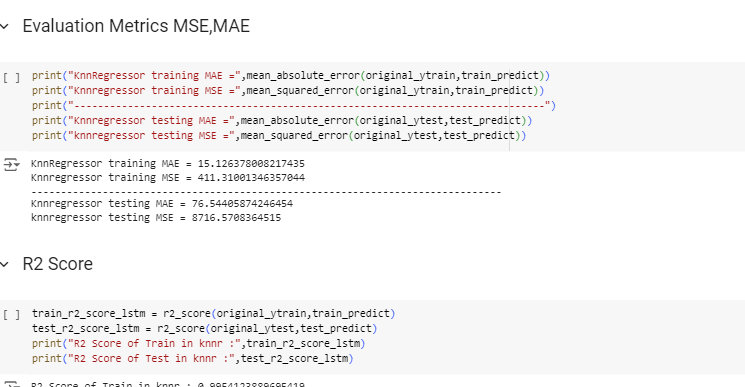 Evaluation Metrics MSE,MAE
[ ] print("KnnRegressor training MAE =",mean_absolute_error(original_ytrain,train_predict))
print("Knnregressor training MSE =",mean_squared_error(original_ytrain,train_predict))
print("-------------------------------------------------------------------------")
print("knnregressor testing MAE =",mean_absolute_error(original_ytest,test_predict))
print("knnregressor testing MSE =",mean_squared_error(original_ytest,test_predict))
KnnRegressor training MAE = 15.126378008217435
Knnregressor training MSE = 411.31001346357044
-------------------------------------------------------------------------
Knnregressor testing MAE = 76.54405874246454
knnregressor testing MSE = 8716.5708364515
R2 Score
[ ] train_r2_score_lstm = r2_score(original_ytrain,train_predict)
test_r2_score_lstm = r2_score(original_ytest,test_predict)
print("R2 Score of Train in knnr :",train_r2_score_lstm)
print("R2 Score of Test in knnr :",test_r2_score_lstm)
R2 Score of Train in knnr :